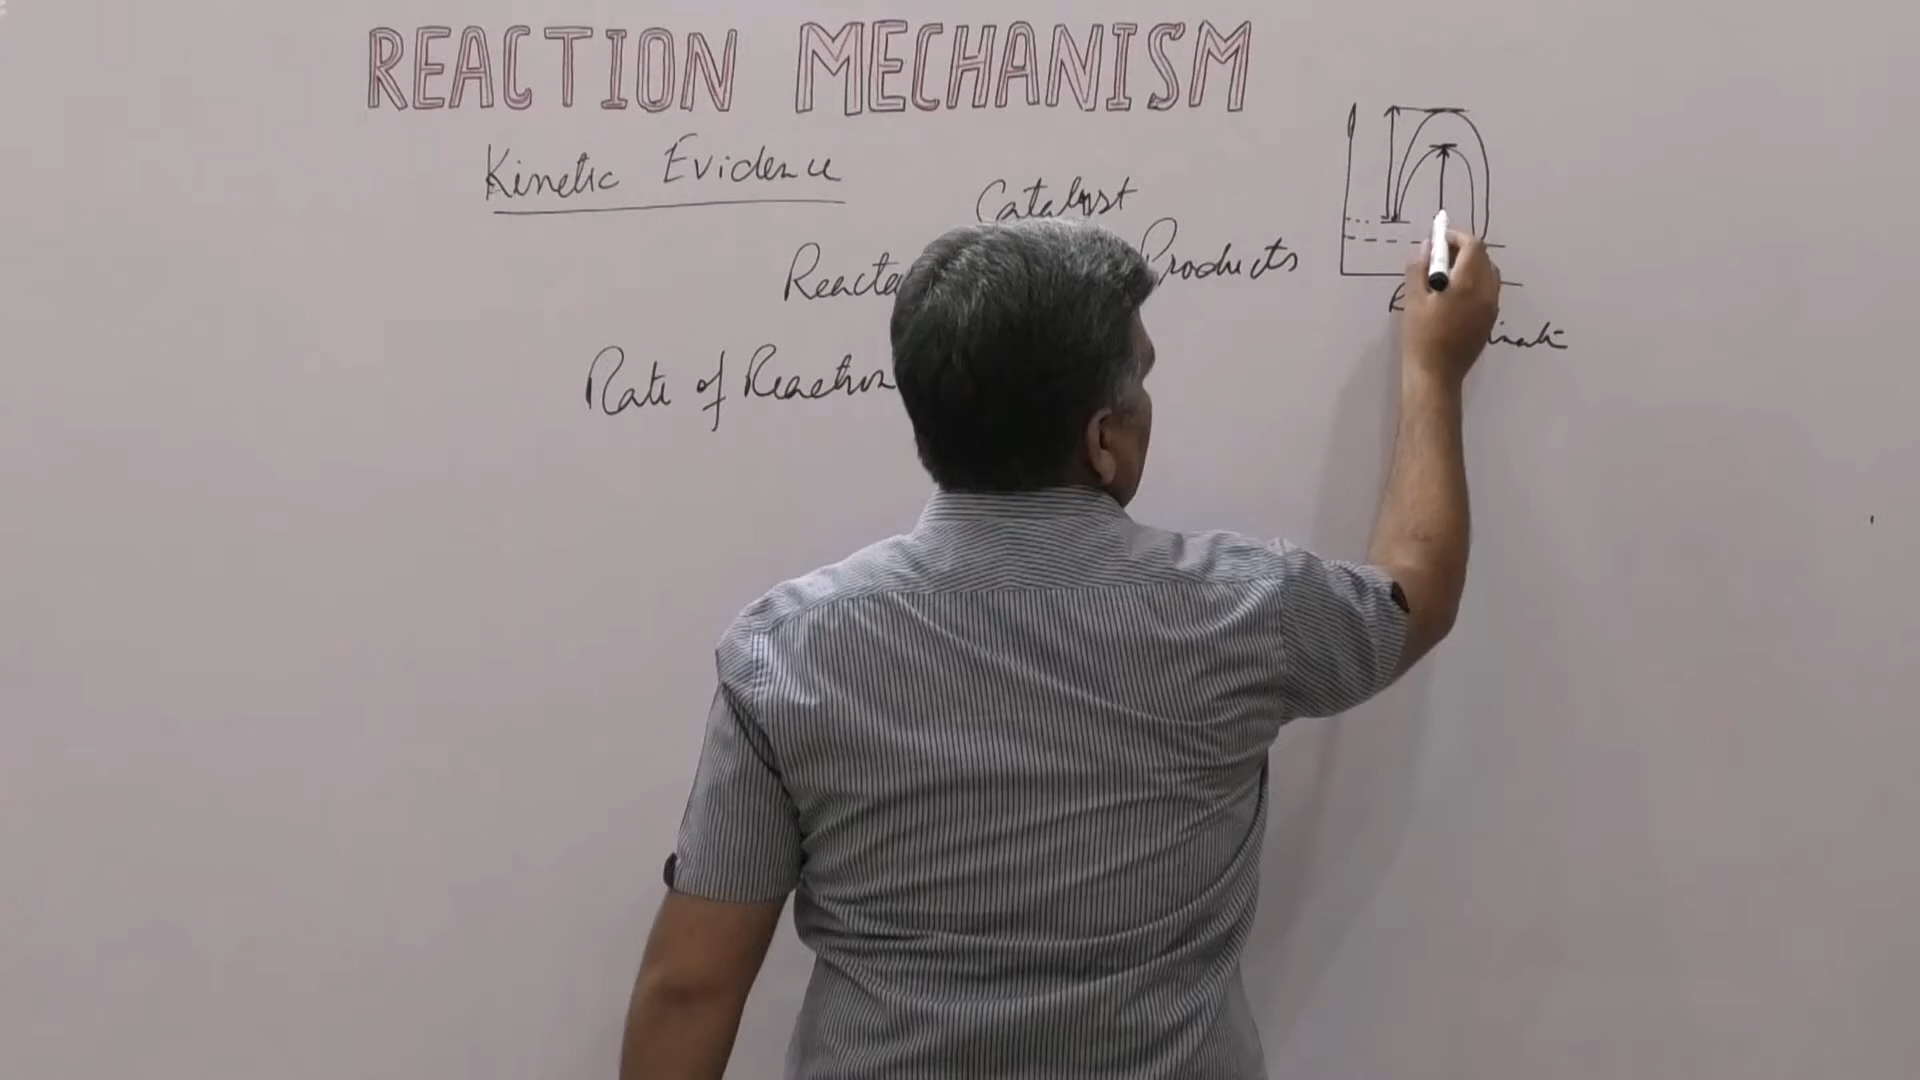 REACTION MECHANISM
Kinetic Evidence
Catalyst
Products
Rate of Reaction